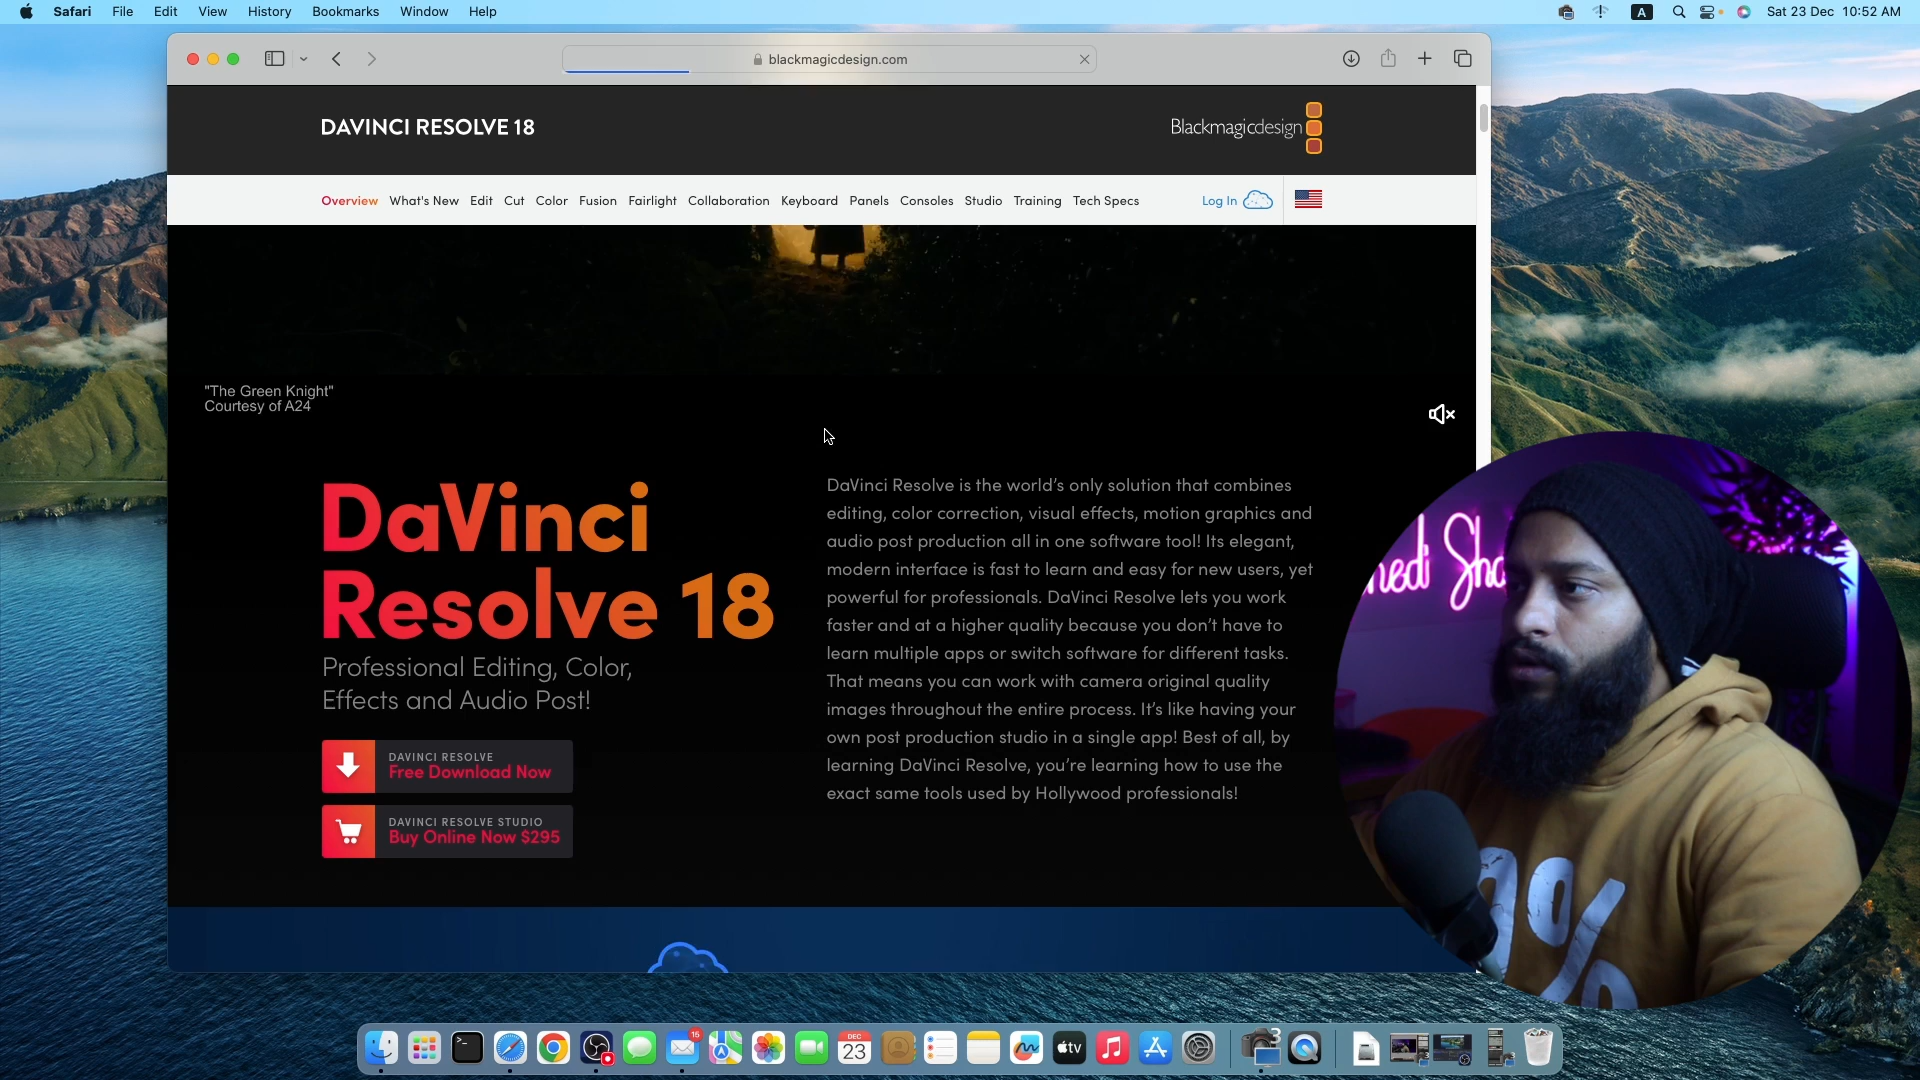 Safari File Edit View History Bookmarks Window Help
A
Sat 23 Dec 10:52 AM
blackmagicdesign.com
DAVINCI RESOLVE 18
Blackmagicdesign
Overview What's New Edit Cut Color Fusion Fairlight Collaboration Keyboard Panels Consoles Studio Training Tech Specs
Log In
"The Green Knight"
Courtesy of A24
DaVinci
Resolve 18
Professional Editing, Color,
Effects and Audio Post!
DAVINCI RESOLVE
Free Download Now
DAVINCI RESOLVE STUDIO
Buy Online Now $295
DaVinci Resolve is the world’s only solution that combines
editing, color correction, visual effects, motion graphics and
audio post production all in one software tool! Its elegant,
modern interface is fast to learn and easy for new users, yet
powerful for professionals. DaVinci Resolve lets you work
faster and at a higher quality because you don’t have to
learn multiple apps or switch software for different tasks.
That means you can work with camera original quality
images throughout the entire process. It’s like having your
own post production studio in a single app! Best of all, by
learning DaVinci Resolve, you’re learning how to use the
exact same tools used by Hollywood professionals!
16
DEC
23
tv
3